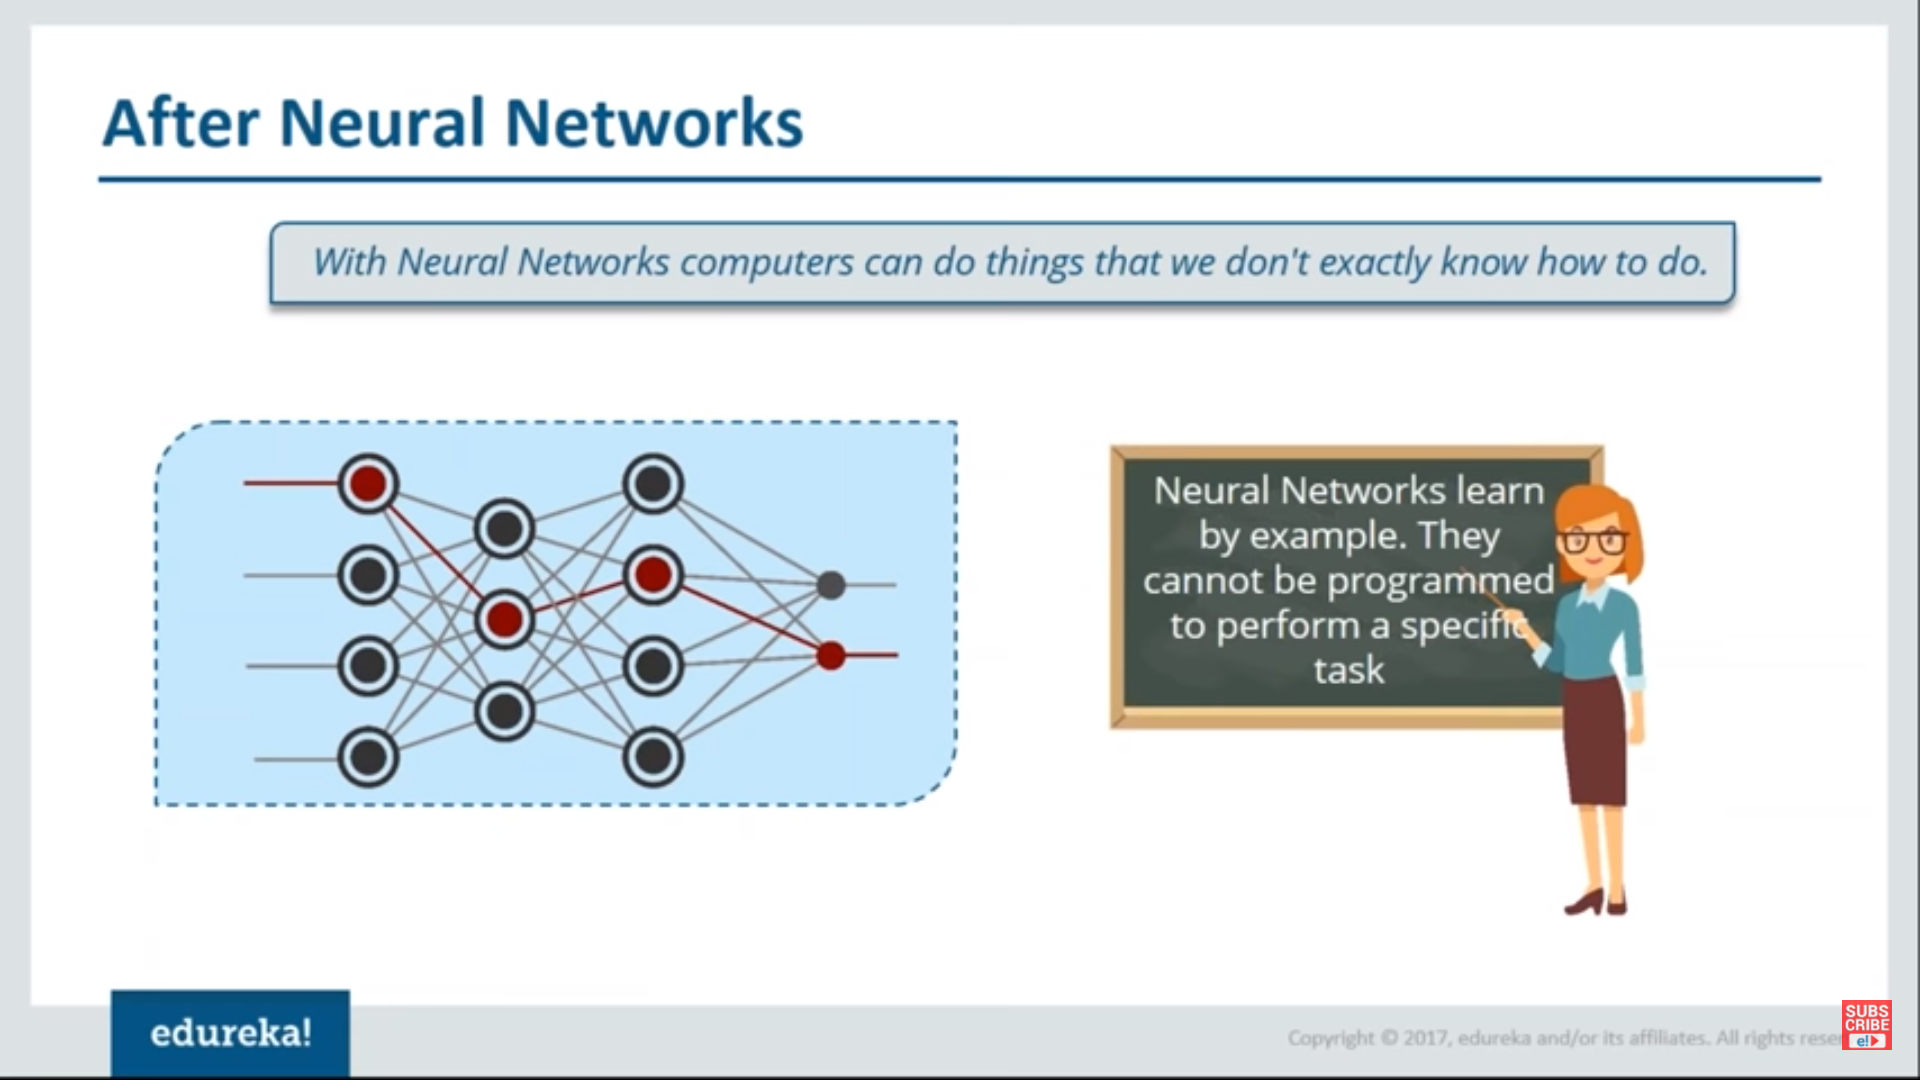 After Neural Networks
With Neural Networks computers can do things that we don't exactly know how to do.
Neural Networks learn
by example. They
cannot be programmed
to perform a specific
task
edureka!
Copyright © 2017, edureka and/or its affiliates. All rights
SUBS
CRIBE
e!